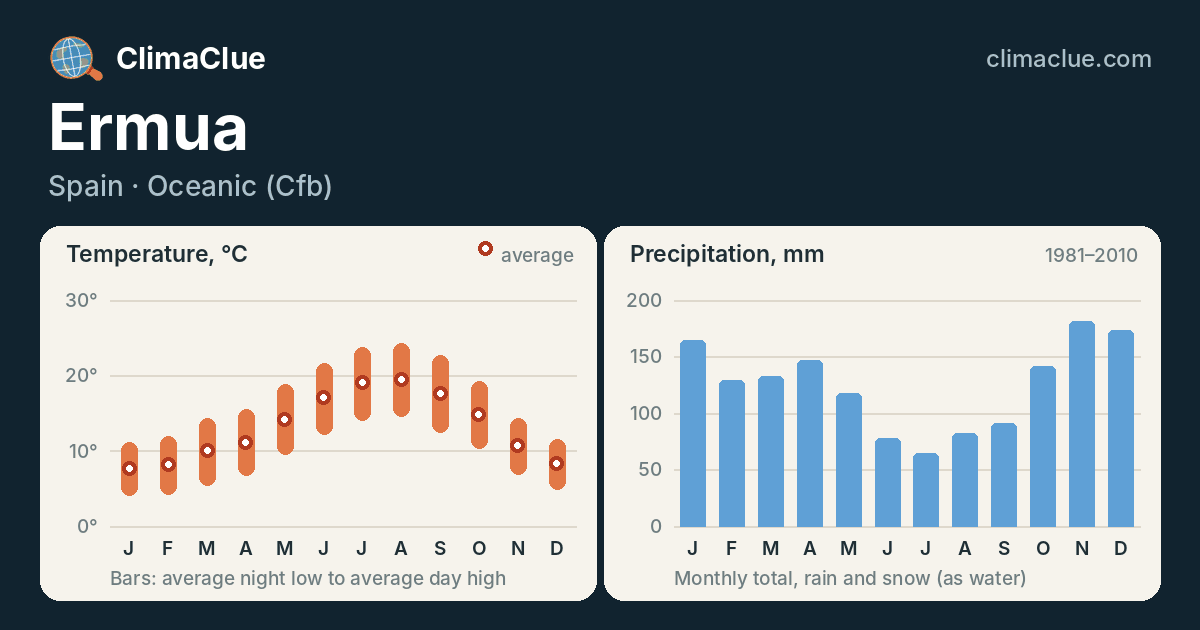 ClimaClue
climaclue.com
Ermua
Spain · Oceanic (Cfb)
Temperature, °C
average
30°
20°
10°
0°
J F M A M J J A S O N D
Bars: average night low to average day high
Precipitation, mm
1981–2010
200
150
100
50
0
J F M A M J J A S O N D
Monthly total, rain and snow (as water)